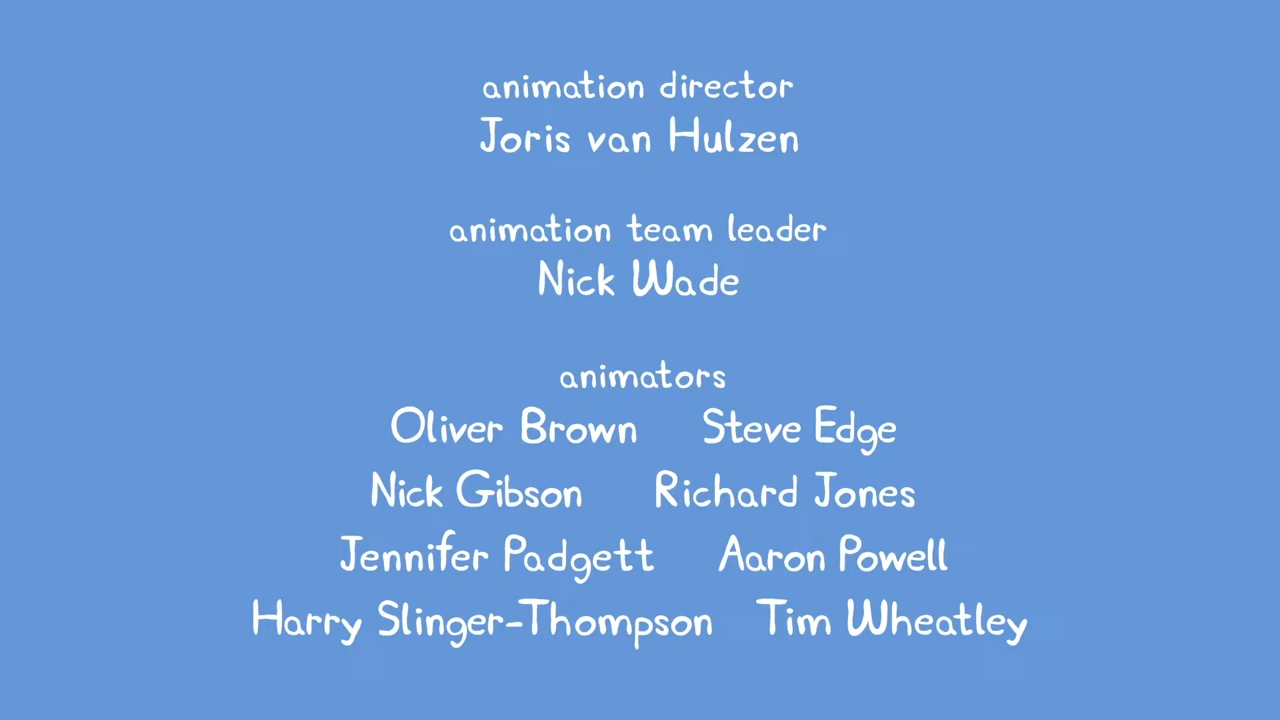 animation director
Joris van Hulzen
animation team leader
Nick Wade
animators
Oliver Brown Steve Edge
Nick Gibson Richard Jones
Jennifer Padgett Aaron Powell
Harry Slinger-Thompson Tim Wheatley